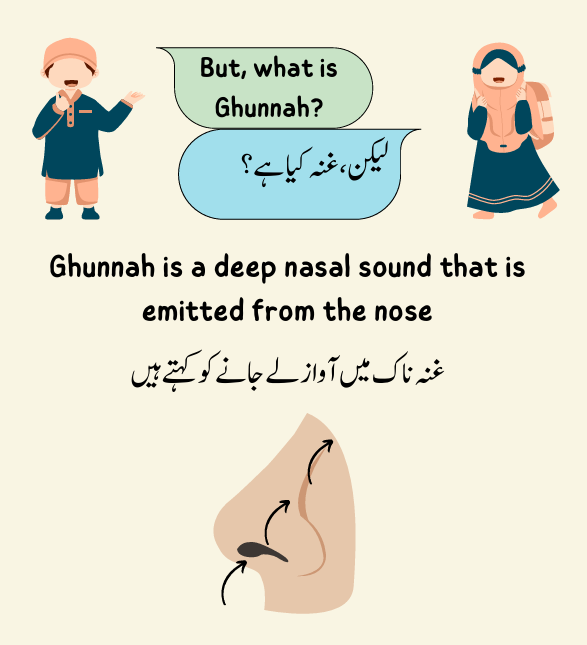 But, what is
Ghunnah?
لیکن، غنہ کیا ہے؟
Ghunnah is a deep nasal sound that is
emitted from the nose
غنہ ناک میں آواز لے جانے کو کہتے ہیں